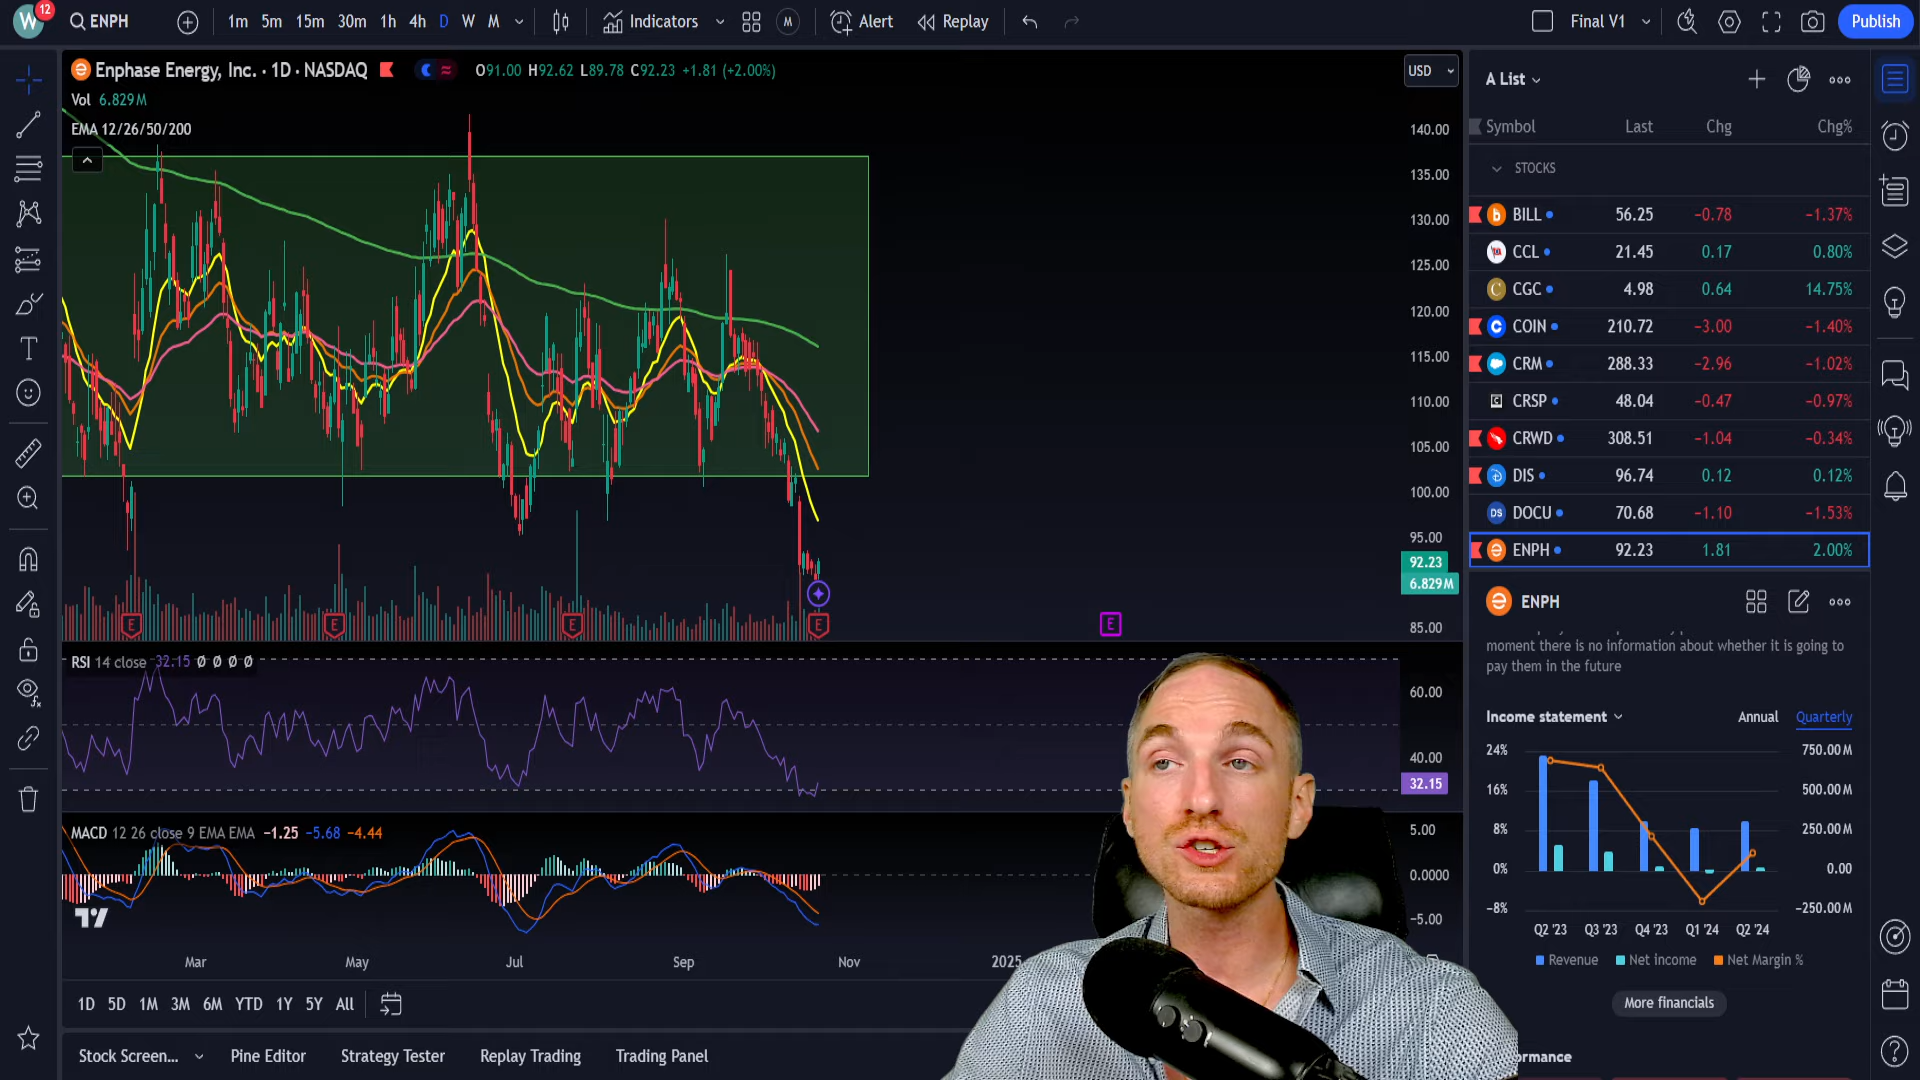 W 12 ENPH 1m 5m 15m 30m 1h 4h D W M Indicators M Alert Replay Final V1 Publish
Enphase Energy, Inc. · 1D · NASDAQ O91.00 H92.62 L89.78 C92.23 +1.81 (+2.00%) USD
Vol 6.829M
EMA 12/26/50/200
140.00
135.00
130.00
125.00
120.00
115.00
110.00
105.00
100.00
95.00
92.23
6.829M
85.00
E E E E E
RSI 14 close 32.15 Ø Ø Ø Ø
60.00
40.00
32.15
MACD 12 26 close 9 EMA EMA −1.25 −5.68 −4.44
5.00
0.0000
−5.00
Mar May Jul Sep Nov 2025
1D 5D 1M 3M 6M YTD 1Y 5Y All
Stock Screen... Pine Editor Strategy Tester Replay Trading Trading Panel
A List
Symbol Last Chg Chg%
STOCKS
BILL 56.25 −0.78 −1.37%
CCL 21.45 0.17 0.80%
CGC 4.98 0.64 14.75%
COIN 210.72 −3.00 −1.40%
CRM 288.33 −2.96 −1.02%
CRSP 48.04 −0.47 −0.97%
CRWD 308.51 −1.04 −0.34%
DIS 96.74 0.12 0.12%
DS DOCU 70.68 −1.10 −1.53%
ENPH 92.23 1.81 2.00%
ENPH
moment there is no information about whether it is going to
pay them in the future
Income statement Annual Quarterly
24% 750.00M
16% 500.00M
8% 250.00M
0% 0.00
−8% −250.00M
Q2 '23 Q3 '23 Q4 '23 Q1 '24 Q2 '24
Revenue Net income Net Margin %
More financials
ormance